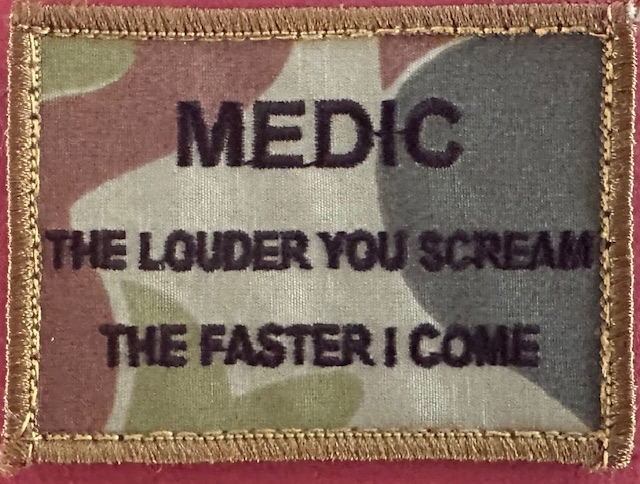 MEDIC
THE LOUDER YOU SCREAM
THE FASTER I COME